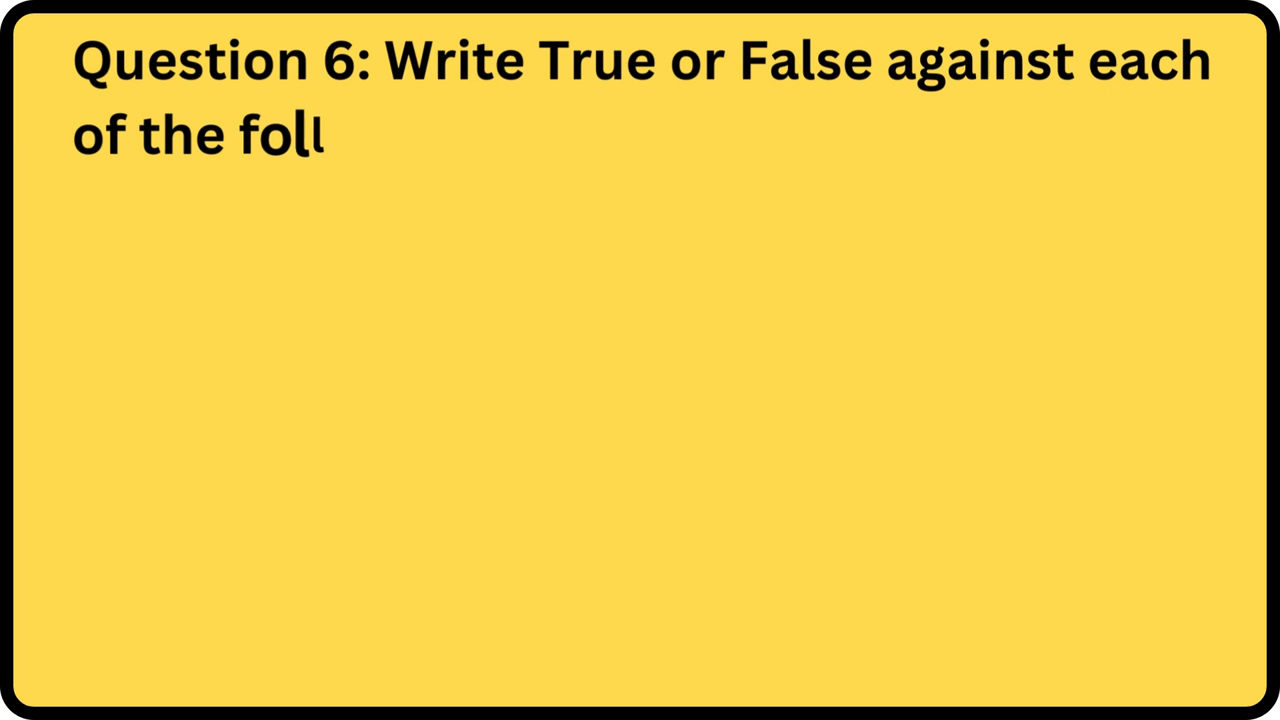 Question 6: Write True or False against each
of the foll